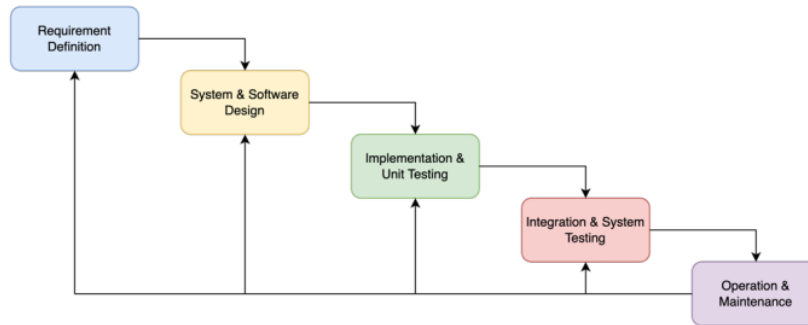 Requirement
Definition
System & Software
Design
Implementation &
Unit Testing
Integration & System
Testing
Operation &
Maintenance